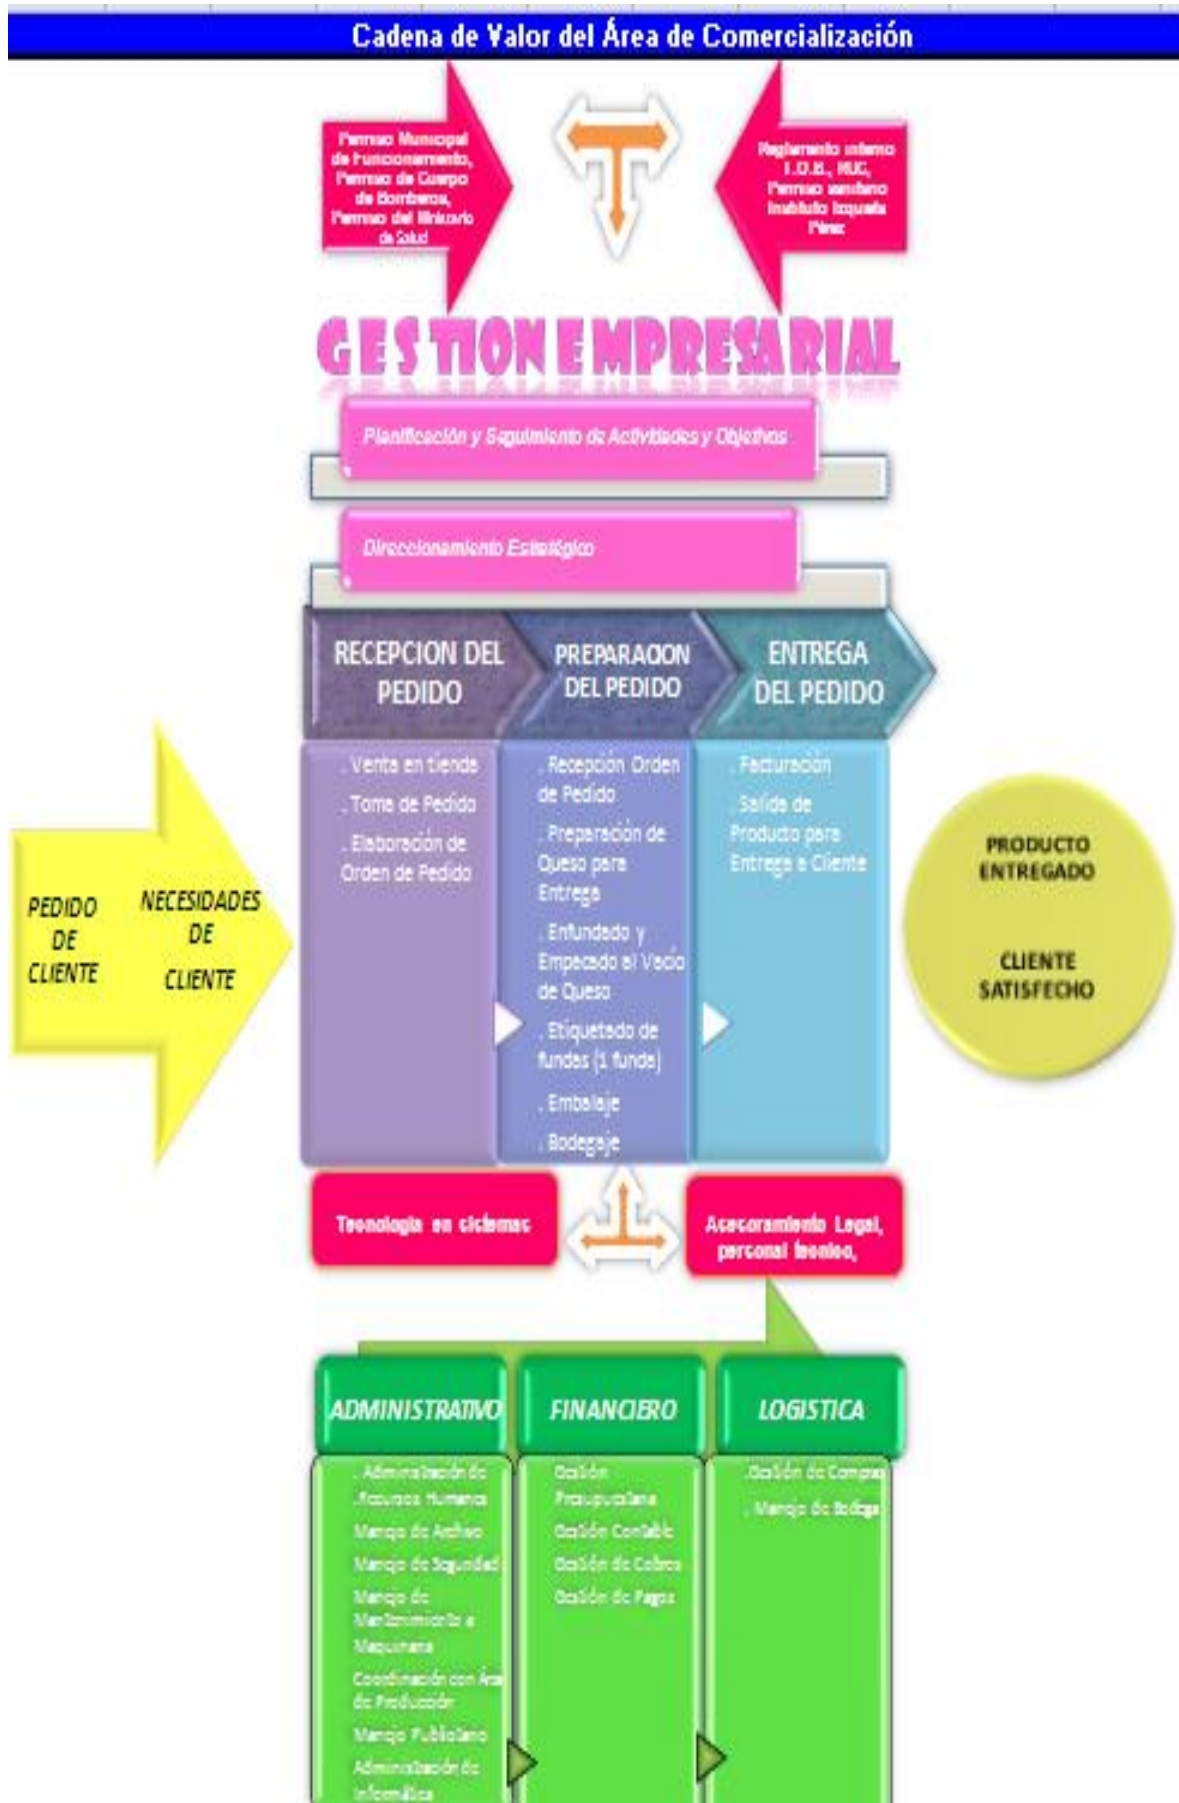 Cadena de Valor del Área de Comercialización
Permiso Municipal
de Funcionamiento,
Permiso de Cuerpo
de Bomberos,
Permiso del Ministerio
de Salud
Reglamento interno
RUC,
Permiso sanitario
Instituto Izquieta
Pérez
GESTION EMPRESARIAL
Planificación y Seguimiento de Actividades y Objetivos
Direccionamiento Estratégico
RECEPCION DEL
PEDIDO
PREPARACION
DEL PEDIDO
ENTREGA
DEL PEDIDO
. Venta en tienda
. Toma de Pedido
. Elaboración de
Orden de Pedido
. Recepción Orden
de Pedido
. Preparación de
Queso para
Entrega
. Enfundado y
Empacado al Vacío
de Queso
. Etiquetado de
fundas (1 funda)
. Embalaje
. Bodegaje
. Facturación
. Salida de
Producto para
Entrega a Cliente
PEDIDO
DE
CLIENTE
NECESIDADES
DE
CLIENTE
PRODUCTO
ENTREGADO
CLIENTE
SATISFECHO
Tecnología en sistemas
Asesoramiento Legal,
personal técnico,
ADMINISTRATIVO
FINANCIERO
LOGISTICA
. Administración de
.Recursos Humanos
Manejo de Archivo
Manejo de Seguridad
Manejo de
Mantenimiento a
Maquinaria
Coordinación con Área
de Producción
Manejo Publicitario
Administración de
Informática
Gestión
Presupuestaria
Gestión Contable
Gestión de Cobros
Gestión de Pagos
.Gestión de Compras
. Manejo de Bodega